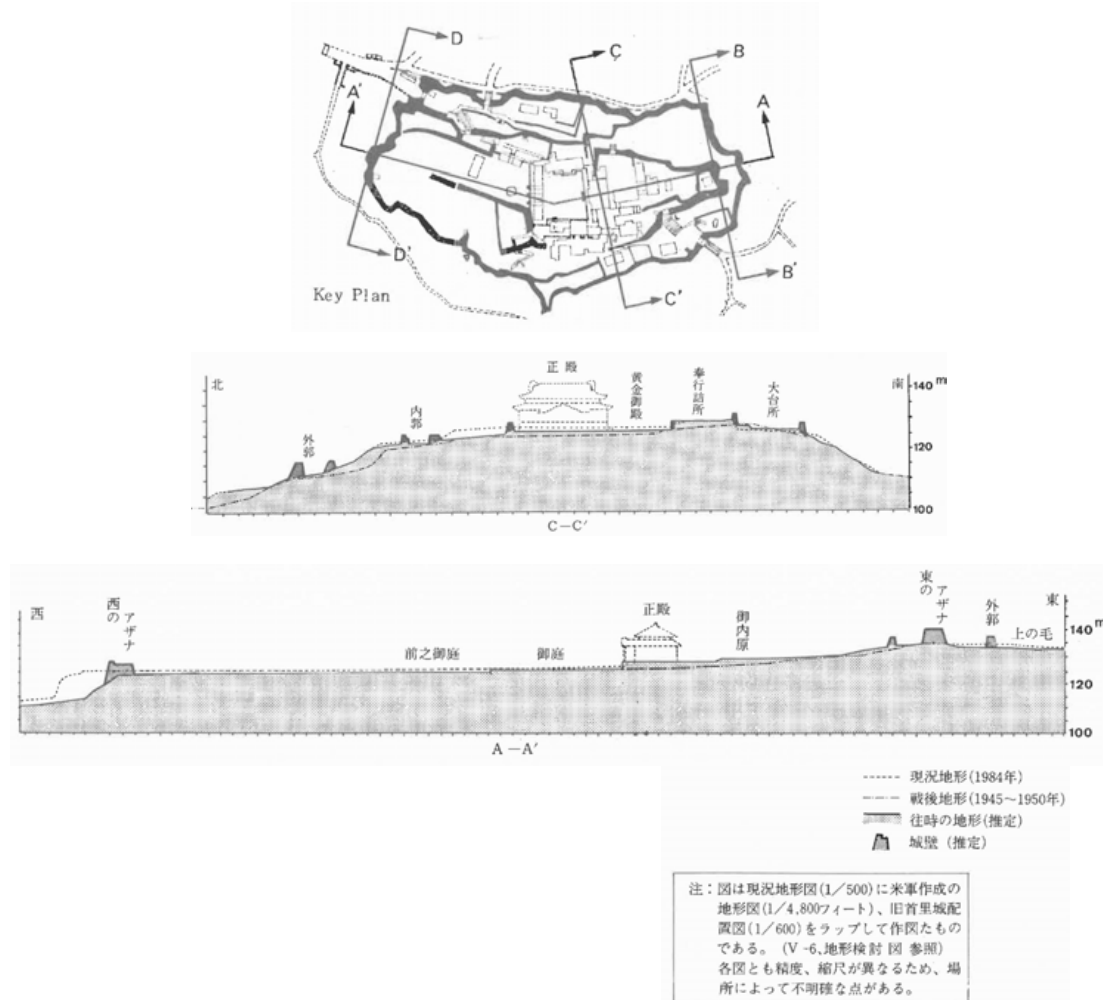 D
C
B
A'
A
D'
B'
C'
Key Plan
北
正殿
黄金御殿
奉行詰所
大台所
南
内郭
外郭
140 m
120
100
C-C'
西
西のアザナ
前之御庭
御庭
正殿
御内原
東のアザナ
外郭
上の毛
東
140 m
120
100
A-A'
現況地形(1984年)
戦後地形(1945~1950年)
往時の地形(推定)
城壁(推定)
注:図は現況地形図(1/500)に米軍作成の
地形図(1/4,800フィート)、旧首里城配
置図(1/600)をラップして作図たもの
である。(V-6,地形検討図 参照)
各図とも精度、縮尺が異なるため、場
所によって不明確な点がある。